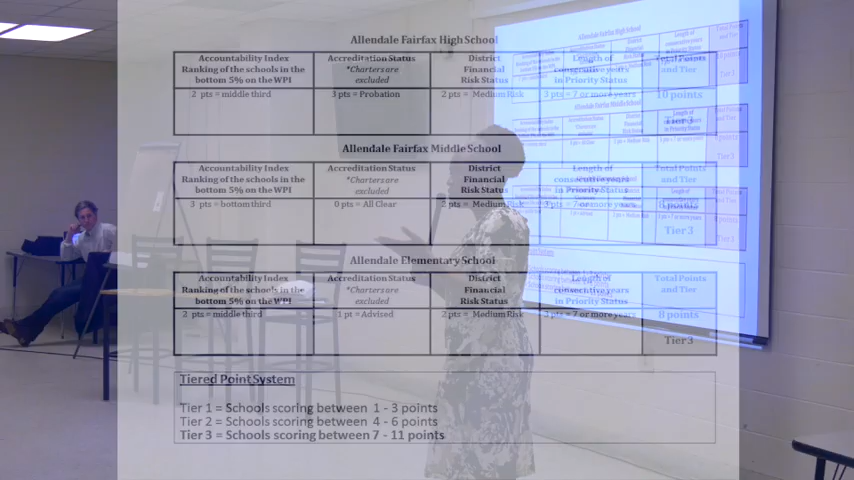 Allendale Fairfax High School
Accountability Index Ranking of the schools in the bottom 5% on the WPI
Accreditation Status *Charters are excluded
District Financial Risk Status
Length of consecutive years in Priority Status
Total Points and Tier
2 pts = middle third
3 pts = Probation
2 pts = Medium Risk
3 pts = 7 or more years
10 points
Tier 3
Allendale Fairfax Middle School
Accountability Index Ranking of the schools in the bottom 5% on the WPI
Accreditation Status *Charters are excluded
District Financial Risk Status
Length of consecutive years in Priority Status
Total Points and Tier
3 pts = bottom third
0 pts = All Clear
2 pts = Medium Risk
3 pts = 7 or more years
8 points
Tier 3
Allendale Elementary School
Accountability Index Ranking of the schools in the bottom 5% on the WPI
Accreditation Status *Charters are excluded
District Financial Risk Status
Length of consecutive years in Priority Status
Total Points and Tier
2 pts = middle third
1 pt = Advised
2 pts = Medium Risk
3 pts = 7 or more years
8 points
Tier 3
Tiered Point System
Tier 1 = Schools scoring between 1 - 3 points
Tier 2 = Schools scoring between 4 - 6 points
Tier 3 = Schools scoring between 7 - 11 points